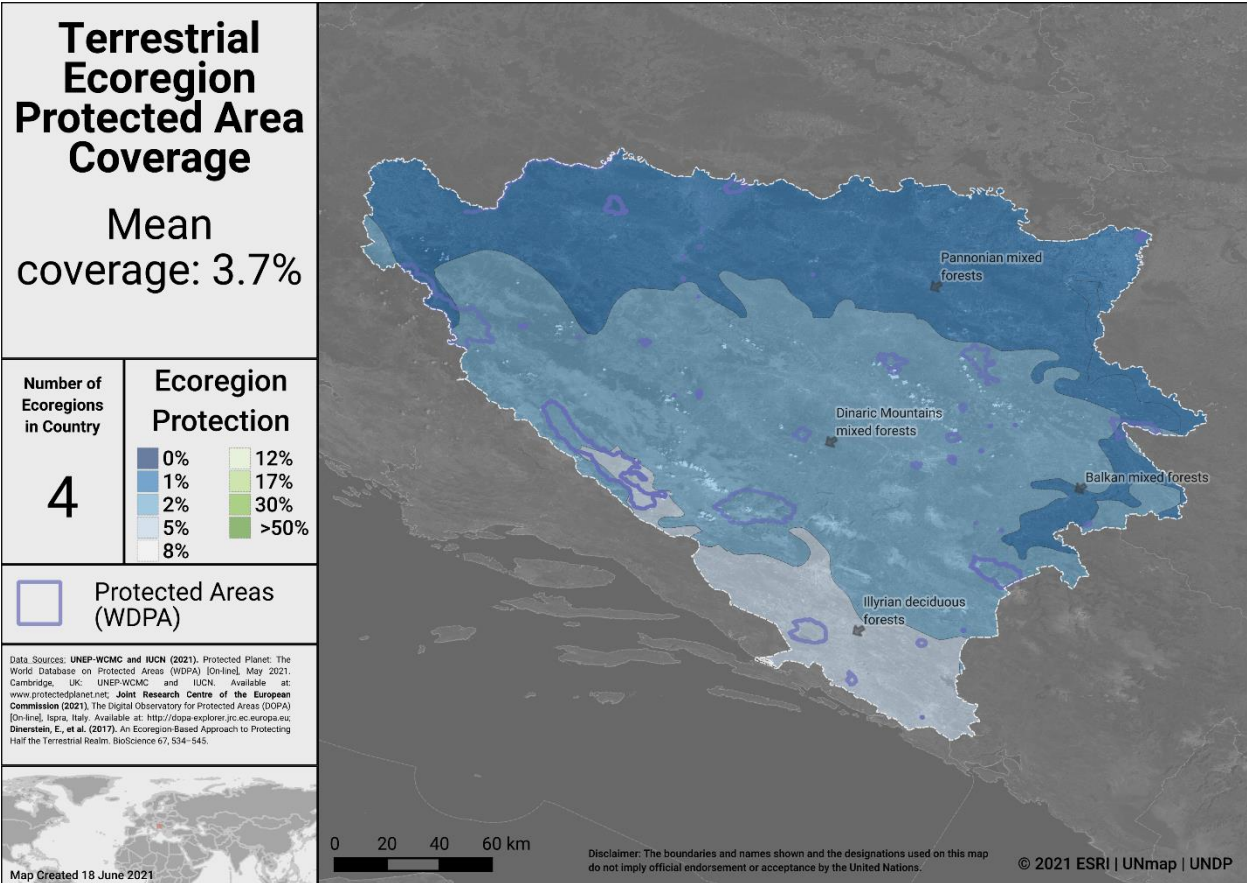 Terrestrial
Ecoregion
Protected Area
Coverage
Mean
coverage: 3.7%
Number of
Ecoregions
in Country
4
Ecoregion
Protection
0%
1%
2%
5%
8%
12%
17%
30%
>50%
Protected Areas
(WDPA)
Data Sources: UNEP-WCMC and IUCN (2021). Protected Planet: The
World Database on Protected Areas (WDPA) [On-line], May 2021.
Cambridge, UK: UNEP-WCMC and IUCN. Available at:
www.protectedplanet.net; Joint Research Centre of the European
Commission (2021), The Digital Observatory for Protected Areas (DOPA)
[On-line], Ispra, Italy. Available at: http://dopa-explorer.jrc.ec.europa.eu;
Dinerstein, E., et al. (2017). An Ecoregion-Based Approach to Protecting
Half the Terrestrial Realm. BioScience 67, 534–545.
Map Created 18 June 2021
Pannonian mixed
forests
Dinaric Mountains
mixed forests
Balkan mixed forests
Illyrian deciduous
forests
0 20 40 60 km
Disclaimer: The boundaries and names shown and the designations used on this map
do not imply official endorsement or acceptance by the United Nations.
© 2021 ESRI | UNmap | UNDP